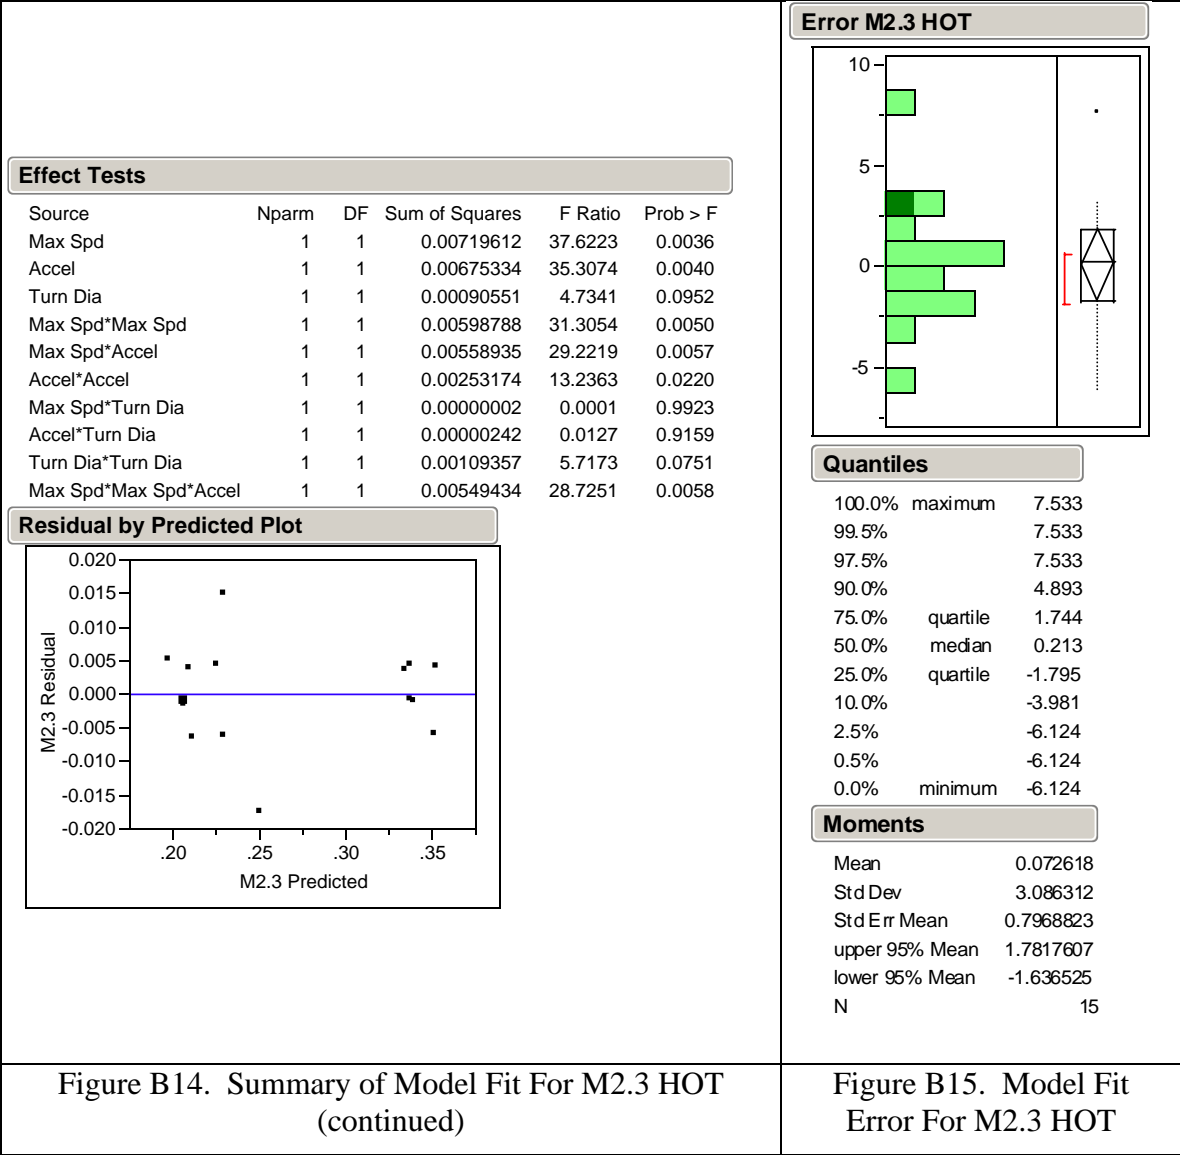 Effect Tests
Source Nparm DF Sum of Squares F Ratio Prob > F
Max Spd 1 1 0.00719612 37.6223 0.0036
Accel 1 1 0.00675334 35.3074 0.0040
Turn Dia 1 1 0.00090551 4.7341 0.0952
Max Spd*Max Spd 1 1 0.00598788 31.3054 0.0050
Max Spd*Accel 1 1 0.00558935 29.2219 0.0057
Accel*Accel 1 1 0.00253174 13.2363 0.0220
Max Spd*Turn Dia 1 1 0.00000002 0.0001 0.9923
Accel*Turn Dia 1 1 0.00000242 0.0127 0.9159
Turn Dia*Turn Dia 1 1 0.00109357 5.7173 0.0751
Max Spd*Max Spd*Accel 1 1 0.00549434 28.7251 0.0058
Residual by Predicted Plot
M2.3 Residual
0.020
0.015
0.010
0.005
0.000
-0.005
-0.010
-0.015
-0.020
.20 .25 .30 .35
M2.3 Predicted
Figure B14. Summary of Model Fit For M2.3 HOT
(continued)
Error M2.3 HOT
10
5
0
-5
Quantiles
100.0% maximum 7.533
99.5% 7.533
97.5% 7.533
90.0% 4.893
75.0% quartile 1.744
50.0% median 0.213
25.0% quartile -1.795
10.0% -3.981
2.5% -6.124
0.5% -6.124
0.0% minimum -6.124
Moments
Mean 0.072618
Std Dev 3.086312
Std Err Mean 0.7968823
upper 95% Mean 1.7817607
lower 95% Mean -1.636525
N 15
Figure B15. Model Fit
Error For M2.3 HOT